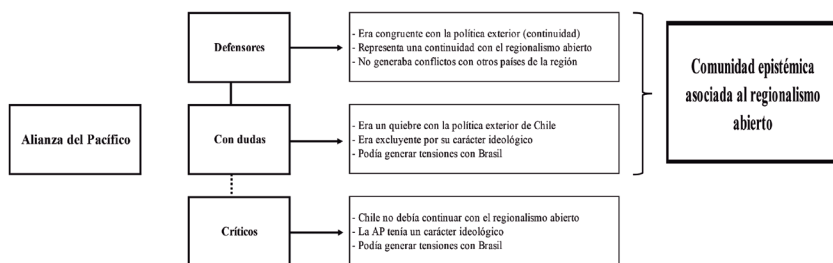 Defensores
- Era congruente con la política exterior (continuidad)
- Representa una continuidad con el regionalismo abierto
- No generaba conflictos con otros países de la región
Comunidad epistémica
asociada al regionalismo
abierto
Alianza del Pacífico
Con dudas
- Era un quiebre con la política exterior de Chile
- Era excluyente por su carácter ideológico
- Podía generar tensiones con Brasil
Críticos
- Chile no debía continuar con el regionalismo abierto
- La AP tenía un carácter ideológico
- Podía generar tensiones con Brasil